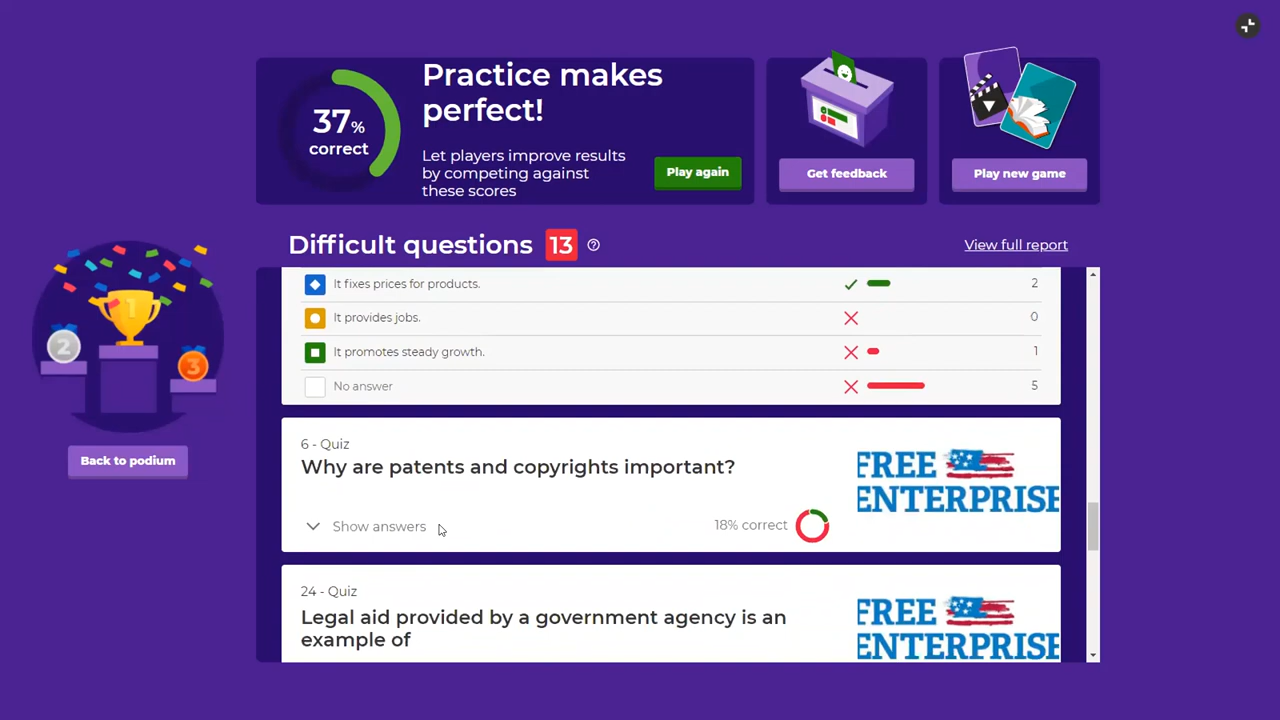 37%
correct
Practice makes
perfect!
Let players improve results
by competing against
these scores
Play again
Get feedback
Play new game
1
2
3
Back to podium
Difficult questions 13 ?
View full report
It fixes prices for products. 2
It provides jobs. 0
It promotes steady growth. 1
No answer 5
6 - Quiz
Why are patents and copyrights important?
Show answers
18% correct
FREE
ENTERPRISE
24 - Quiz
Legal aid provided by a government agency is an
example of
FREE
ENTERPRISE